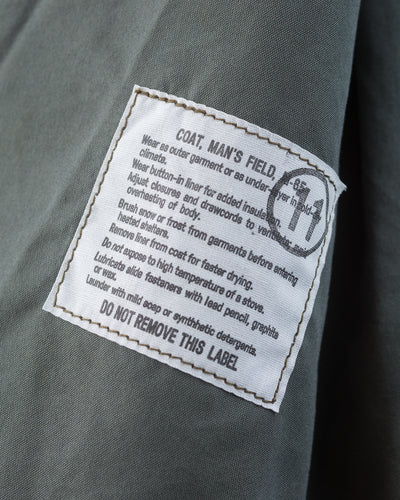 COAT, MAN'S FIELD,
-65
Wear as outer garment or as under-
climate.
Wear button-in liner for added insulation
Adjust closures and drawcords to ventilate
overheating of body.
Brush snow or frost from garments before entering
heated shelters.
Remove liner from coat for faster drying.
Do not expose to high temperature of a stove.
Lubricate slide fasteners with lead pencil, graphite
or wax.
Launder with mild soap or synthhetic detergents.
DO NOT REMOVE THIS LABEL
11